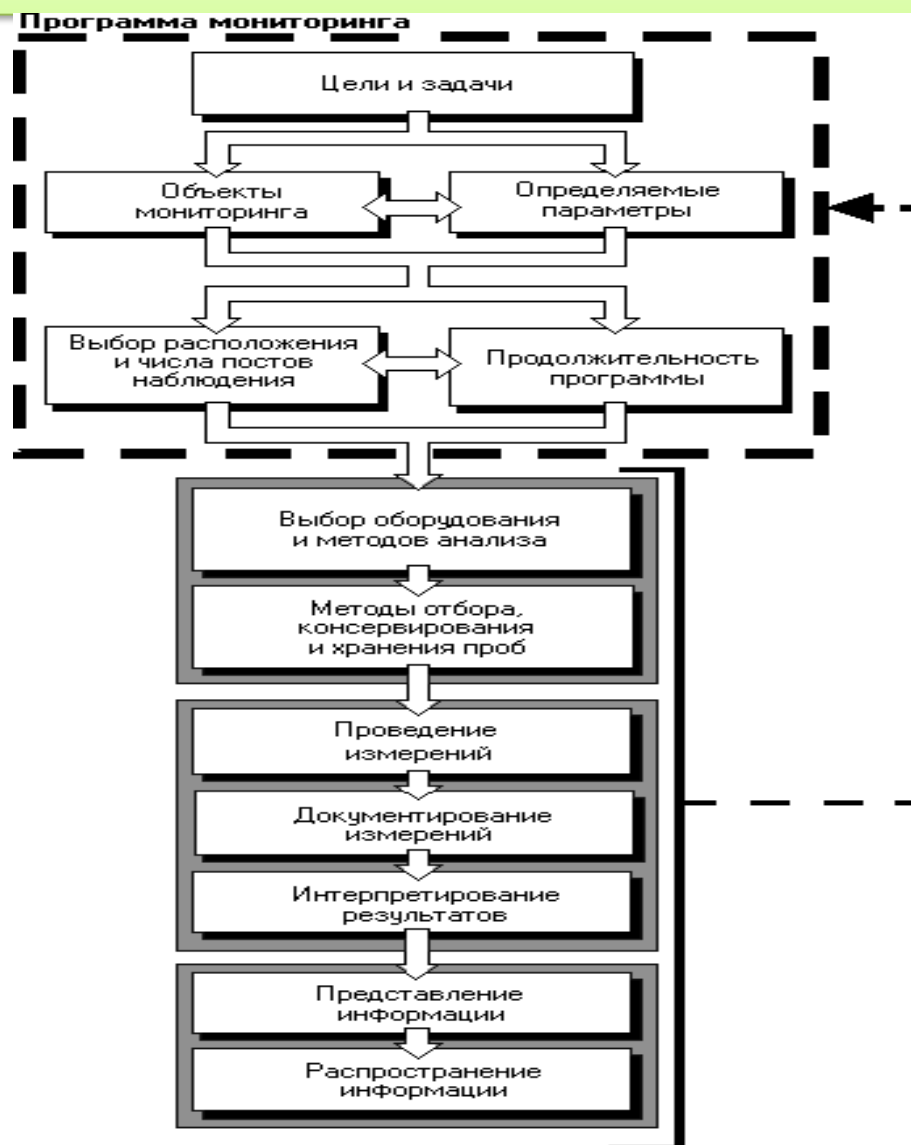 Программа мониторинга
Цели и задачи
Объекты
мониторинга
Определяемые
параметры
Выбор расположения
и числа постов
наблюдения
Продолжительность
программы
Выбор оборудования
и методов анализа
Методы отбора,
консервирования
и хранения проб
Проведение
измерений
Документирование
измерений
Интерпретирование
результатов
Представление
информации
Распространение
информации